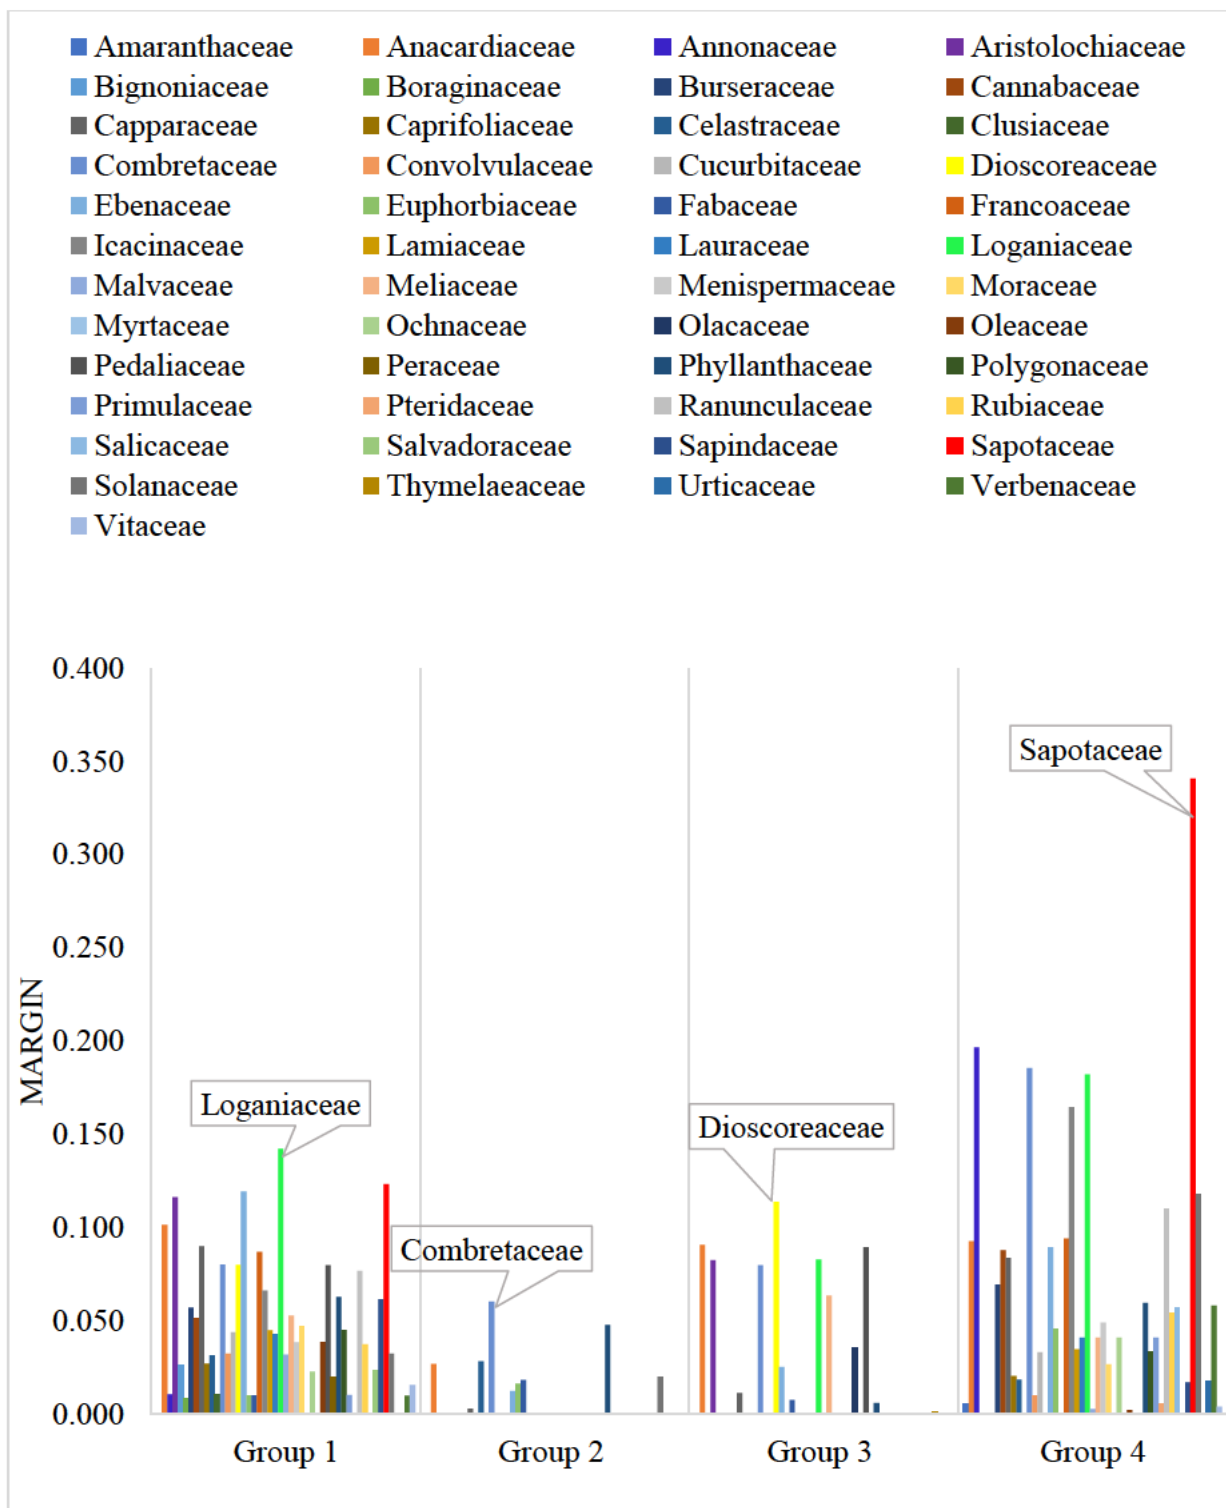 Amaranthaceae Anacardiaceae Annonaceae Aristolochiaceae
Bignoniaceae Boraginaceae Burseraceae Cannabaceae
Capparaceae Caprifoliaceae Celastraceae Clusiaceae
Combretaceae Convolvulaceae Cucurbitaceae Dioscoreaceae
Ebenaceae Euphorbiaceae Fabaceae Francoaceae
Icacinaceae Lamiaceae Lauraceae Loganiaceae
Malvaceae Meliaceae Menispermaceae Moraceae
Myrtaceae Ochnaceae Olacaceae Oleaceae
Pedaliaceae Peraceae Phyllanthaceae Polygonaceae
Primulaceae Pteridaceae Ranunculaceae Rubiaceae
Salicaceae Salvadoraceae Sapindaceae Sapotaceae
Solanaceae Thymelaeaceae Urticaceae Verbenaceae
Vitaceae
0.400
0.350
0.300
0.250
0.200
0.150
0.100
0.050
0.000
MARGIN
Sapotaceae
Loganiaceae
Dioscoreaceae
Combretaceae
Group 1 Group 2 Group 3 Group 4